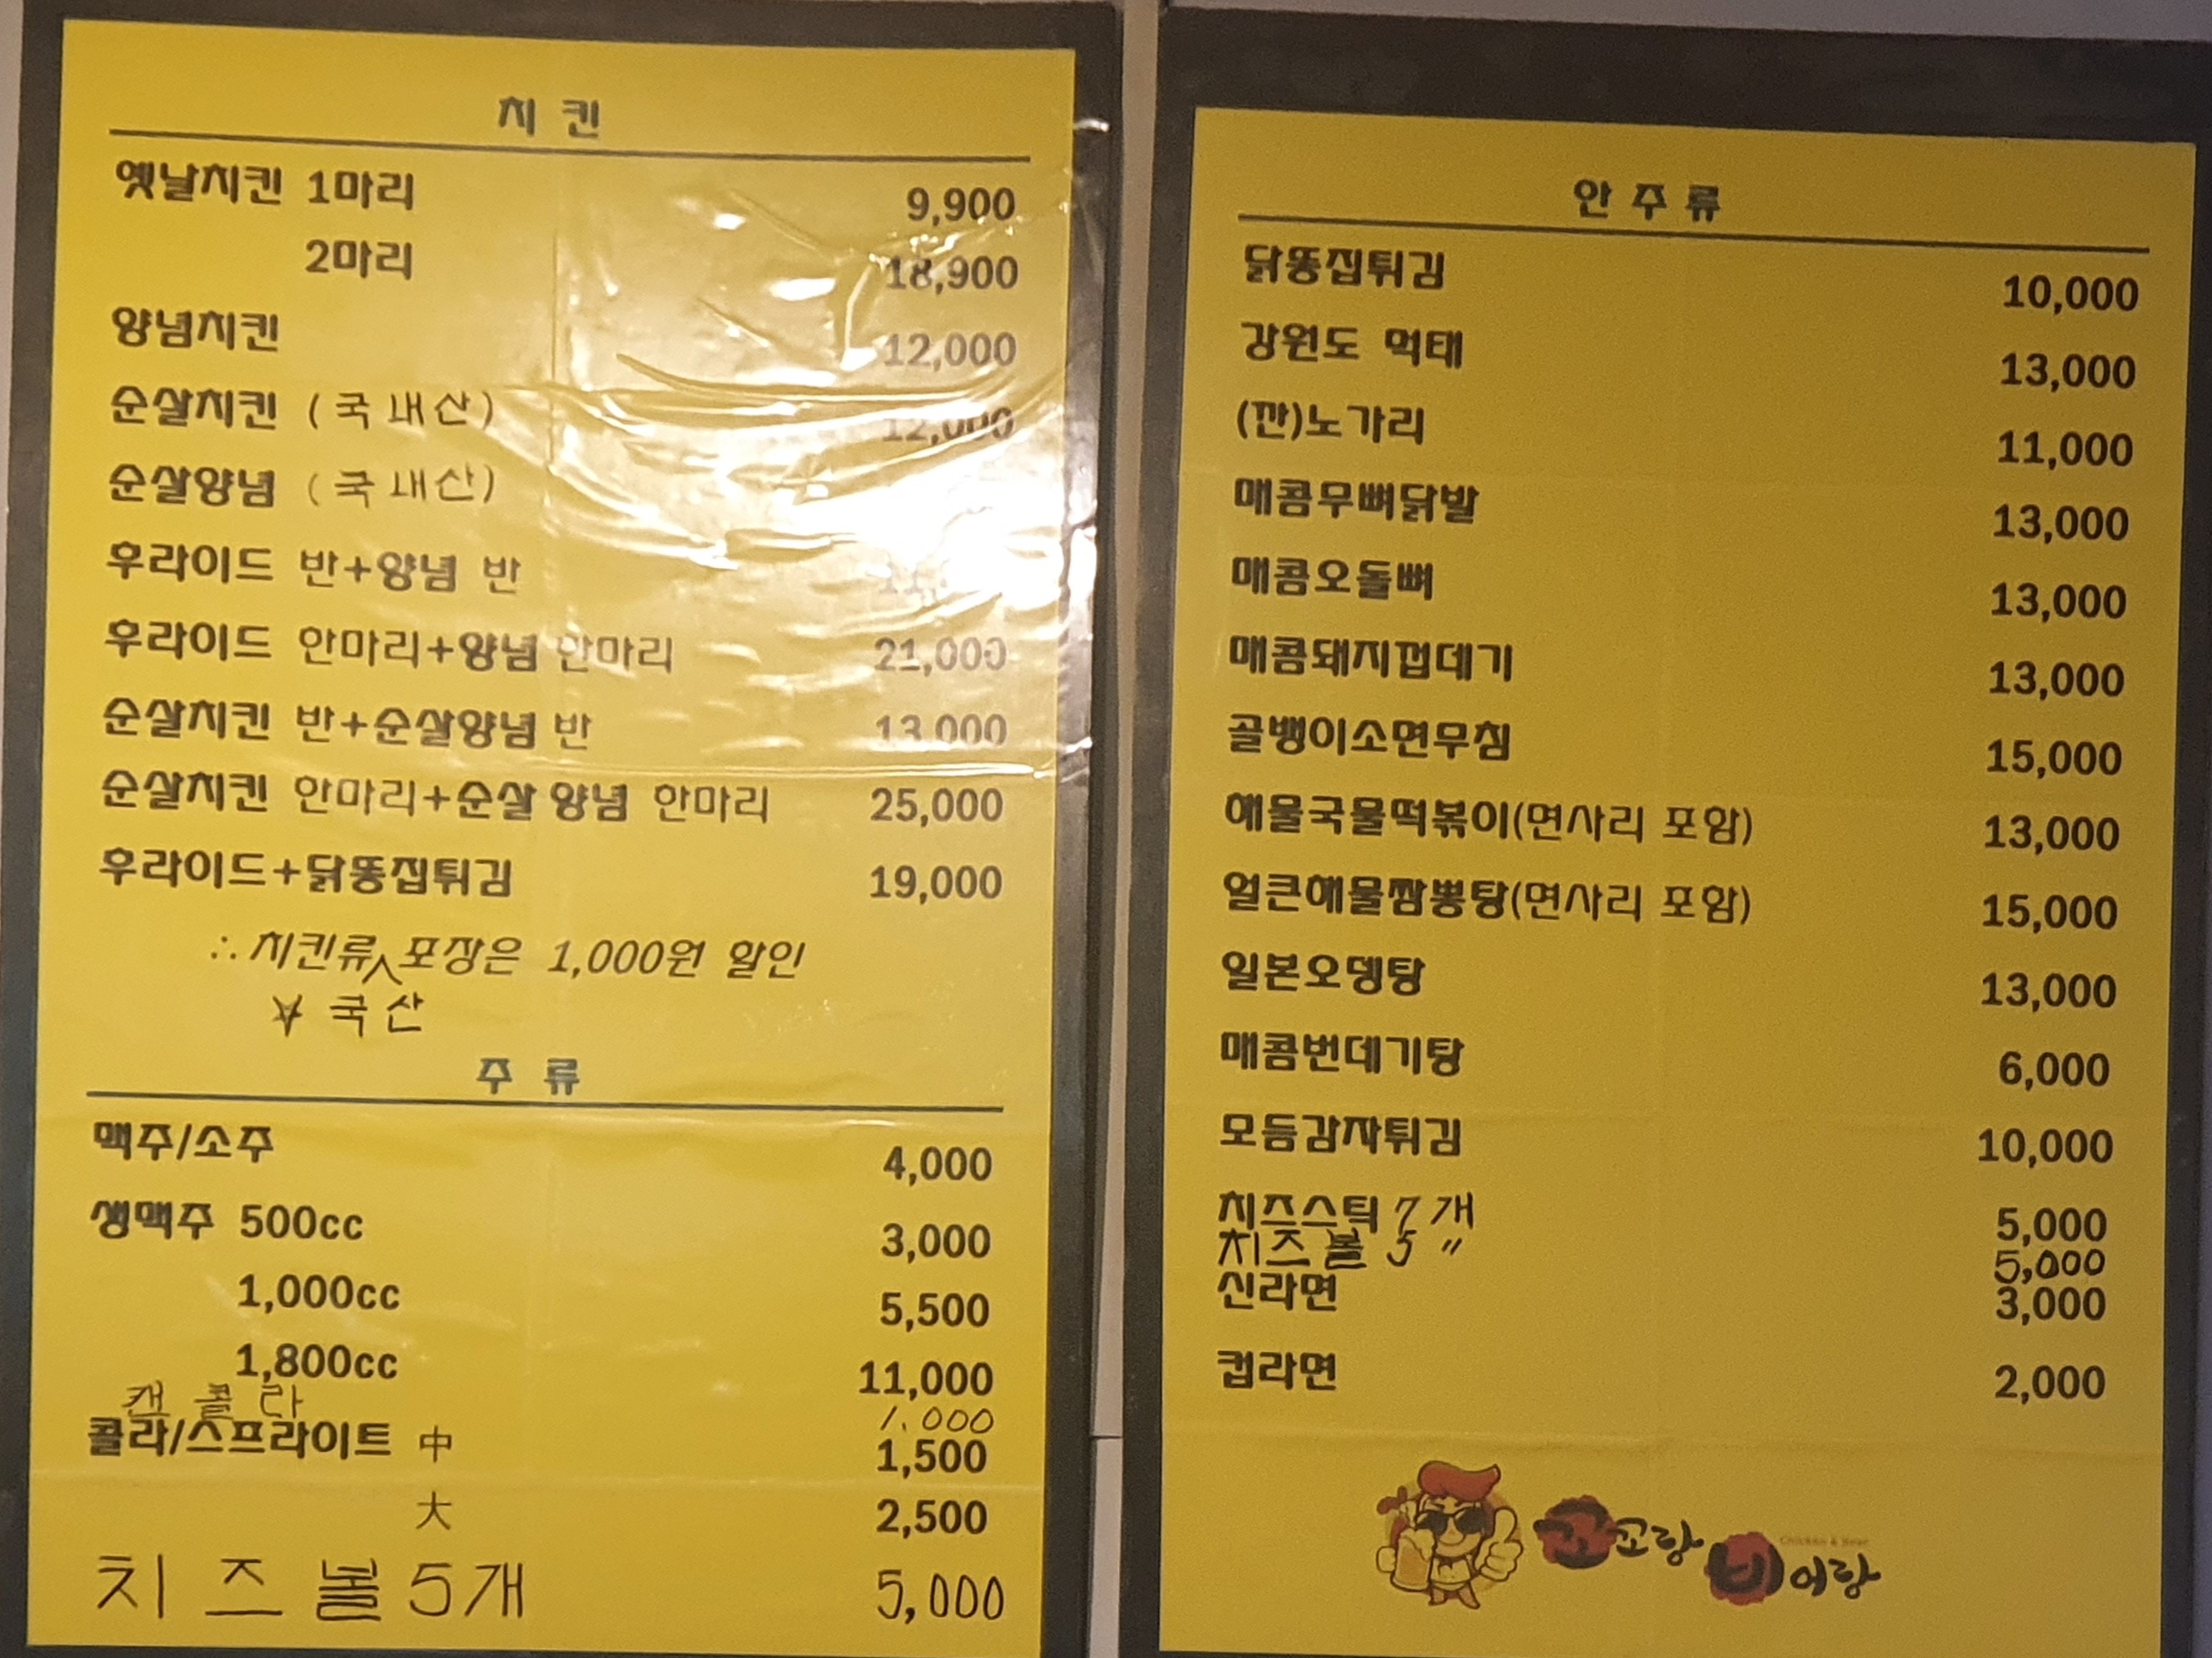 치 킨
옛날치킨 1마리 9,900
2마리 18,900
양념치킨 12,000
순살치킨 (국내산) 12,000
순살양념 (국내산)
후라이드 반+양념 반
후라이드 한마리+양념 한마리 21,000
순살치킨 반+순살양념 반 13,000
순살치킨 한마리+순살 양념 한마리 25,000
후라이드+닭똥집튀김 19,000
∴ 치킨류 포장은 1,000원 할인
국산
주 류
맥주/소주 4,000
생맥주 500cc 3,000
1,000cc 5,500
1,800cc 11,000
캔 콜 라 1.000
콜라/스프라이트 中 1,500
大 2,500
치 즈 볼 5개 5,000
안 주 류
닭똥집튀김 10,000
강원도 먹태 13,000
(깐)노가리 11,000
매콤무뼈닭발 13,000
매콤오돌뼈 13,000
매콤돼지껍데기 13,000
골뱅이소면무침 15,000
해물국물떡볶이(면사리 포함) 13,000
얼큰해물짬뽕탕(면사리 포함) 15,000
일본오뎅탕 13,000
매콤번데기탕 6,000
모듬감자튀김 10,000
치즈스틱 7개 5,000
치즈볼 5 〃 5,000
신라면 3,000
컵라면 2,000
Chicken & Beer
꼬꼬랑 비어랑